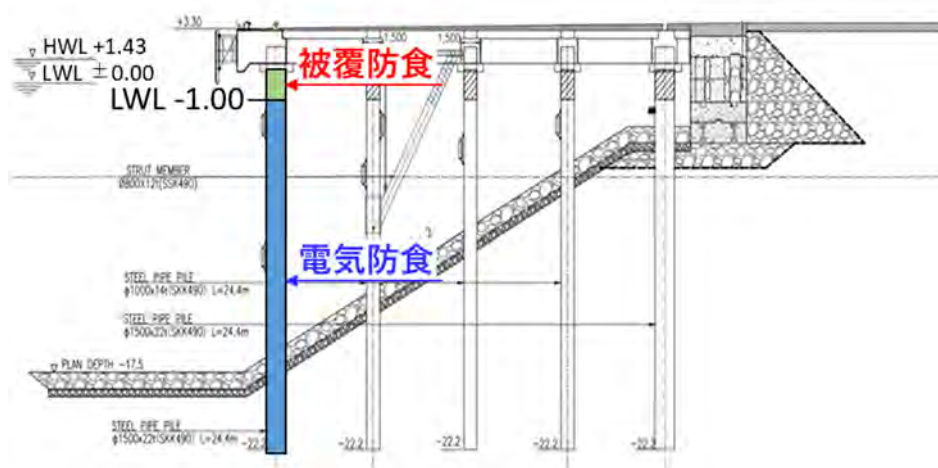 +3.30
1,500
1,500
HWL +1.43
LWL ±0.00
被覆防食
LWL -1.00
STRUT MEMBER
Ø800X12t(SSK490)
電気防食
STEEL PIPE PILE
φ1000x14t(SKK490) L=24.4m
STEEL PIPE PILE
φ1500x22t(SKK490) L=24.4m
PLAN DEPTH -17.5
STEEL PIPE PILE
φ1500x22t(SKK490) L=24.4m
-22.2
-22.2
-22.2
-22.2